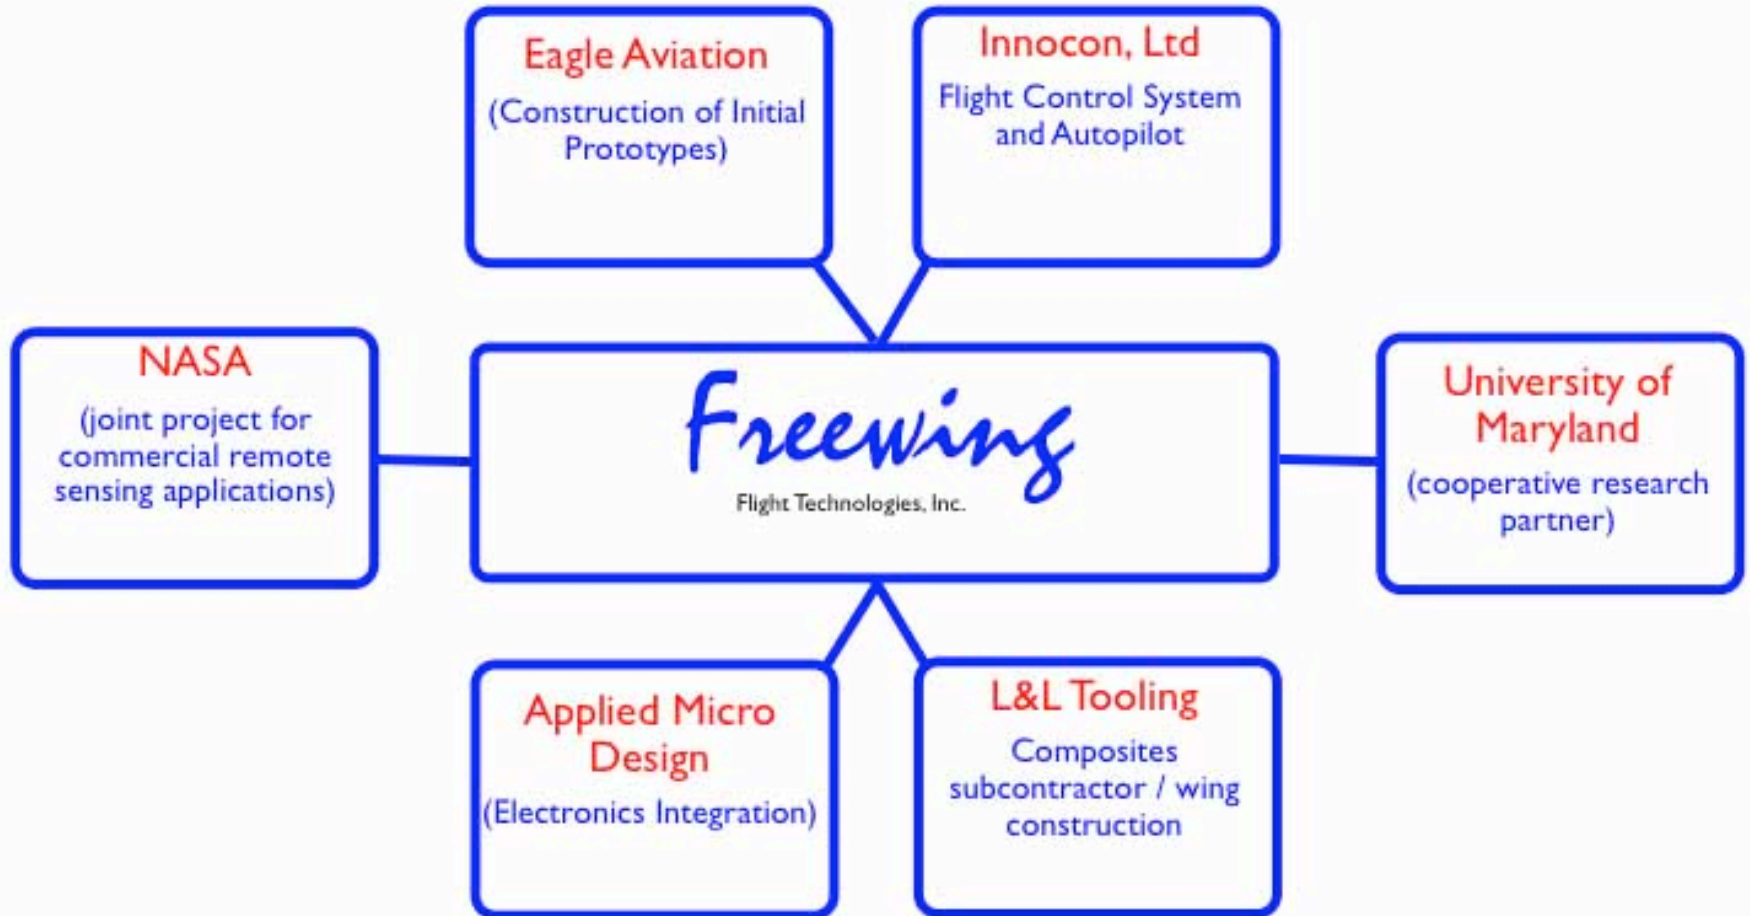 Eagle Aviation
(Construction of Initial
Prototypes)
Innocon, Ltd
Flight Control System
and Autopilot
NASA
(joint project for
commercial remote
sensing applications)
Freewing
Flight Technologies, Inc.
University of
Maryland
(cooperative research
partner)
Applied Micro
Design
(Electronics Integration)
L&L Tooling
Composites
subcontractor / wing
construction